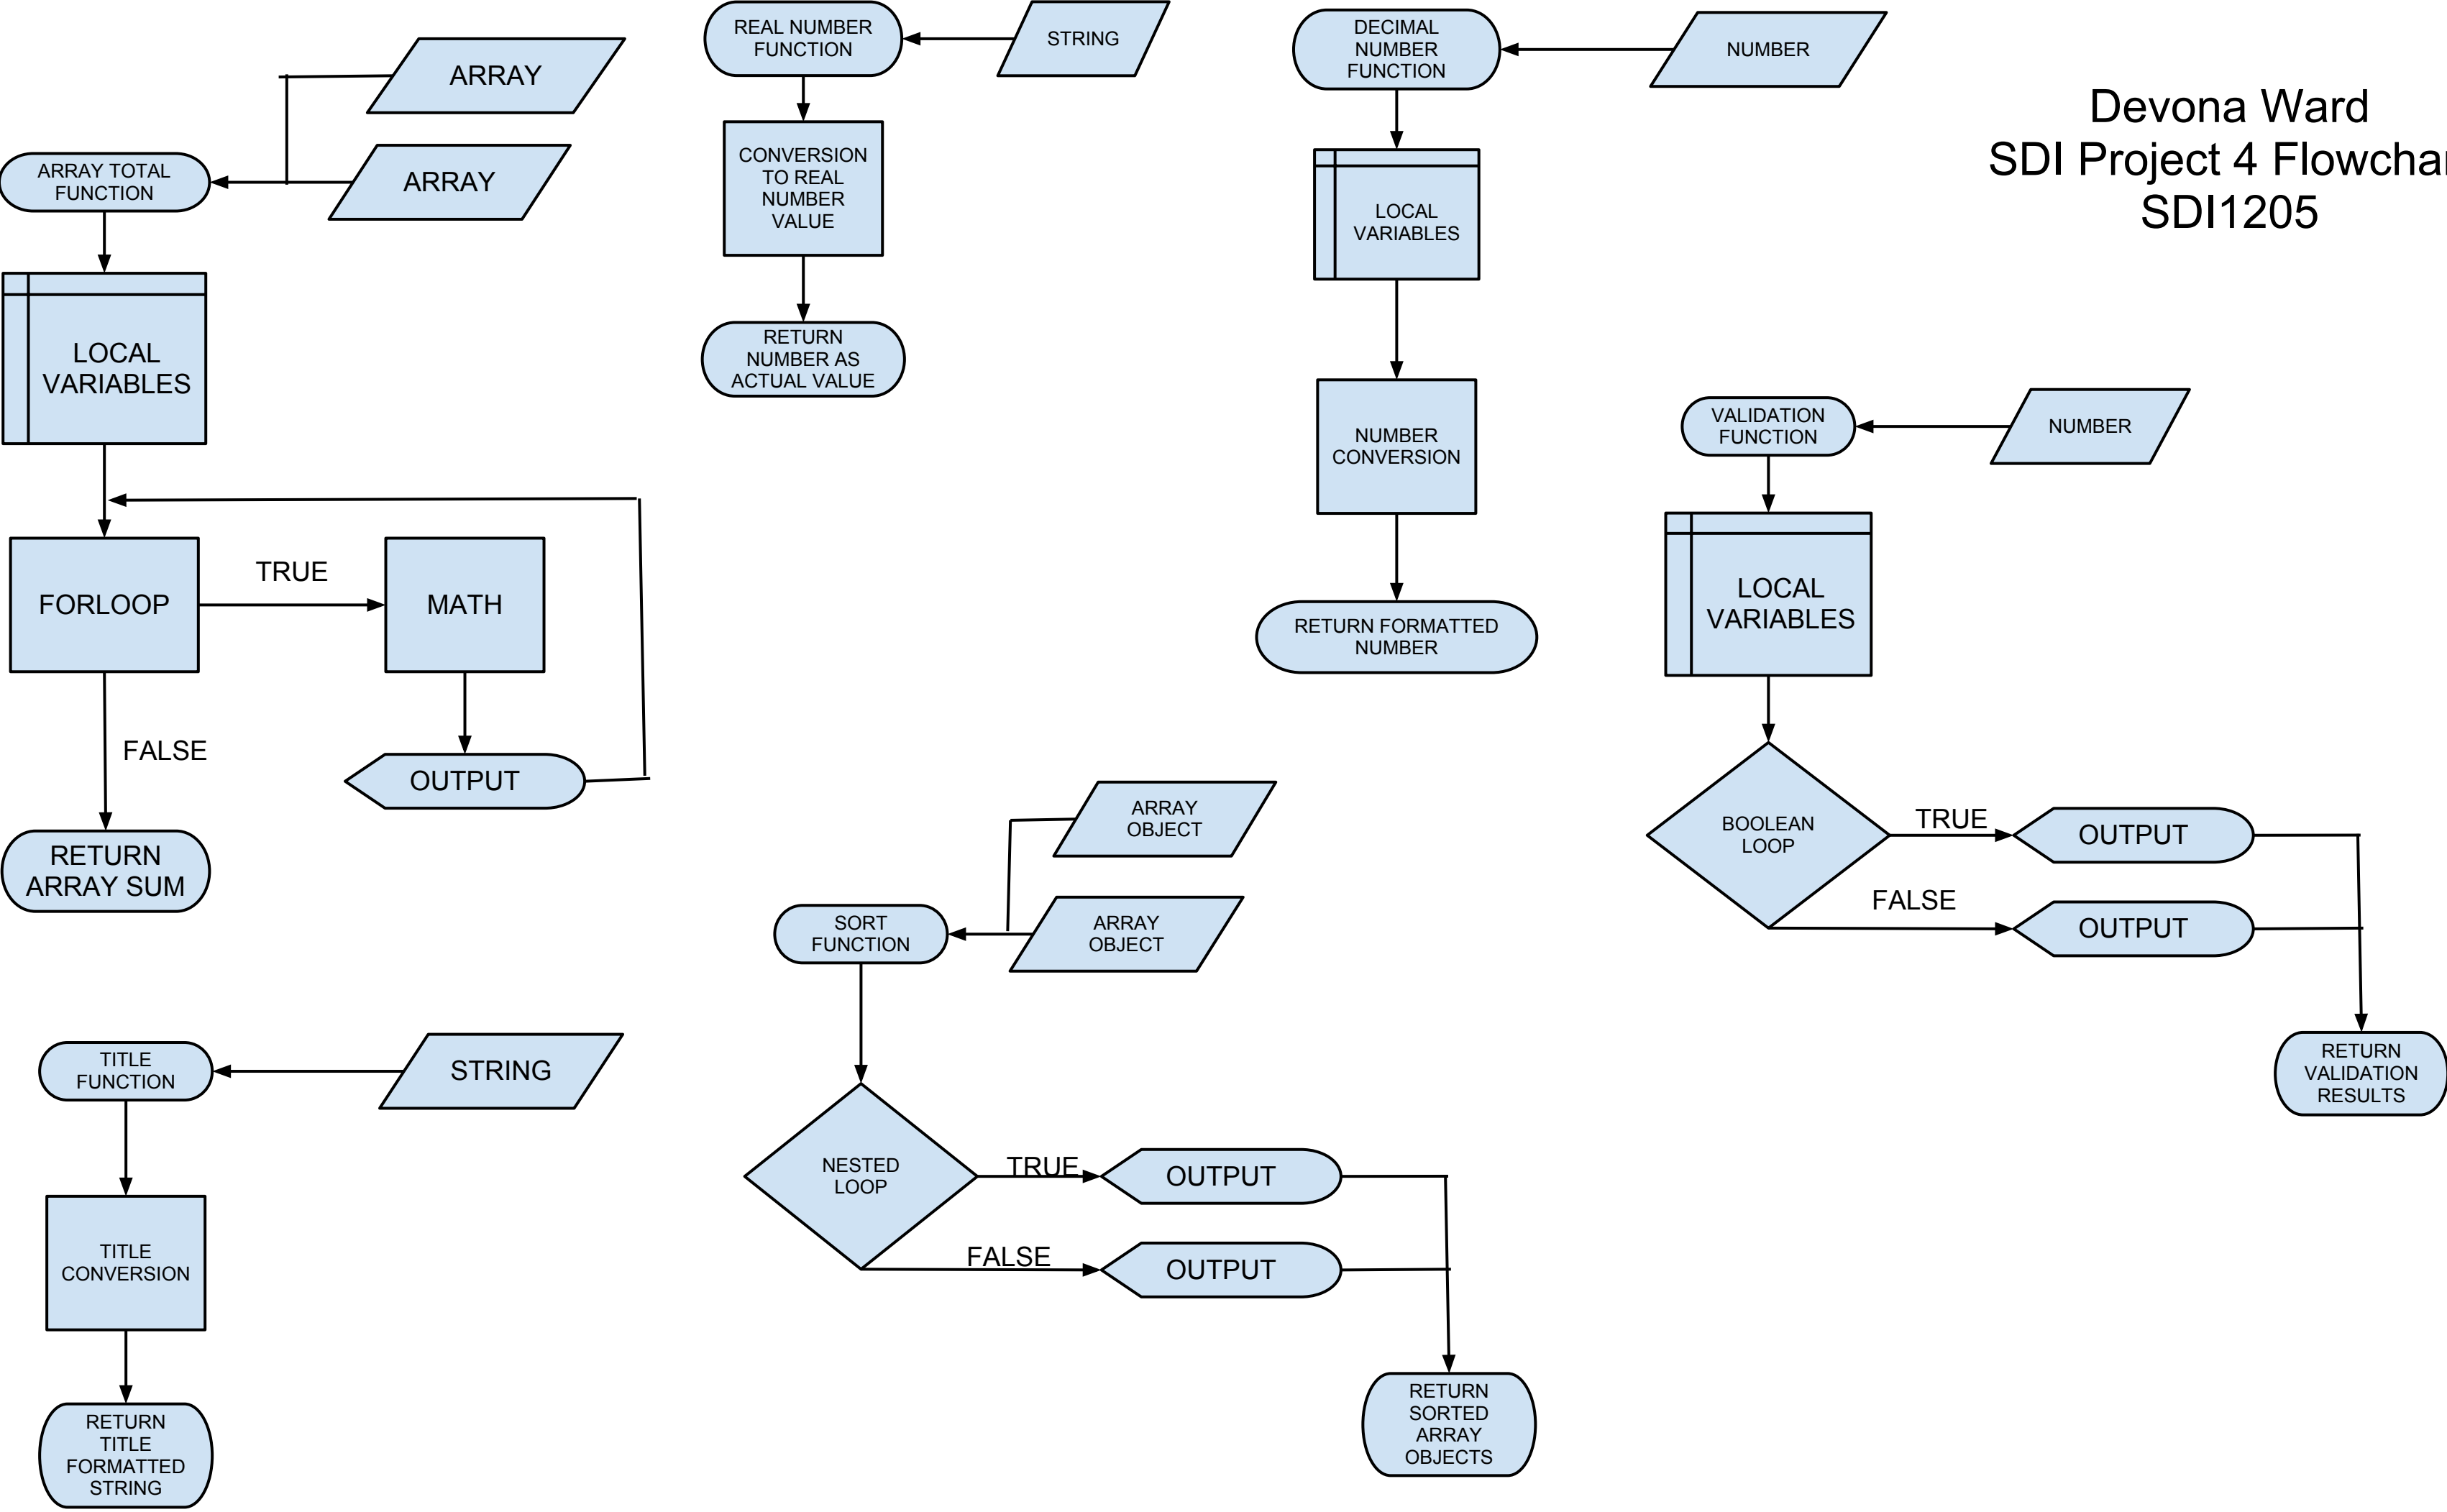 ARRAY
ARRAY
ARRAY TOTAL
FUNCTION
LOCAL
VARIABLES
FORLOOP
TRUE
MATH
FALSE
OUTPUT
RETURN
ARRAY SUM
REAL NUMBER
FUNCTION
STRING
CONVERSION
TO REAL
NUMBER
VALUE
RETURN
NUMBER AS
ACTUAL VALUE
DECIMAL
NUMBER
FUNCTION
NUMBER
LOCAL
VARIABLES
NUMBER
CONVERSION
RETURN FORMATTED
NUMBER
Devona Ward
SDI Project 4 Flowchar
SDI1205
VALIDATION
FUNCTION
NUMBER
LOCAL
VARIABLES
BOOLEAN
LOOP
TRUE
OUTPUT
FALSE
OUTPUT
RETURN
VALIDATION
RESULTS
TITLE
FUNCTION
STRING
TITLE
CONVERSION
RETURN
TITLE
FORMATTED
STRING
ARRAY
OBJECT
ARRAY
OBJECT
SORT
FUNCTION
NESTED
LOOP
TRUE
OUTPUT
FALSE
OUTPUT
RETURN
SORTED
ARRAY
OBJECTS